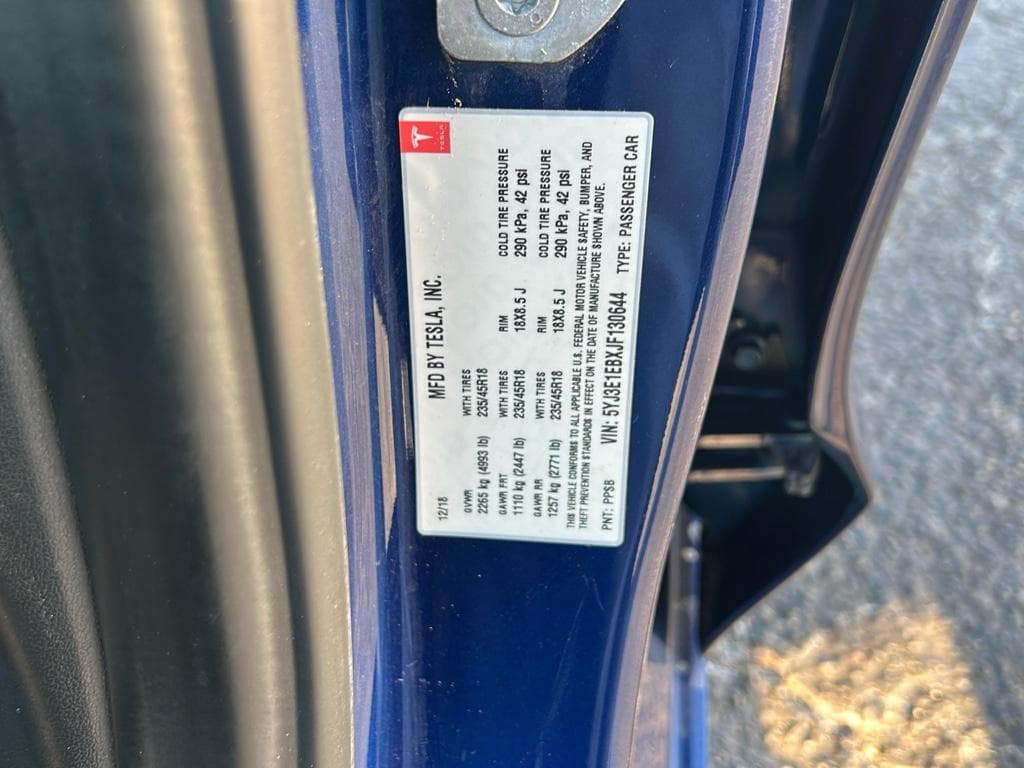 TESLA
MFD BY TESLA, INC.
12/18
GVWR WITH TIRES
2265 kg (4993 lb) 235/45R18
GAWR FRT WITH TIRES RIM COLD TIRE PRESSURE
1110 kg (2447 lb) 235/45R18 18X8.5 J 290 kPa, 42 psi
GAWR RR WITH TIRES RIM COLD TIRE PRESSURE
1257 kg (2771 lb) 235/45R18 18X8.5 J 290 kPa, 42 psi
THIS VEHICLE CONFORMS TO ALL APPLICABLE U.S. FEDERAL MOTOR VEHICLE SAFETY, BUMPER, AND
THEFT PREVENTION STANDARDS IN EFFECT ON THE DATE OF MANUFACTURE SHOWN ABOVE.
PNT: PPSB VIN: 5YJ3E1EBXJF130644 TYPE: PASSENGER CAR